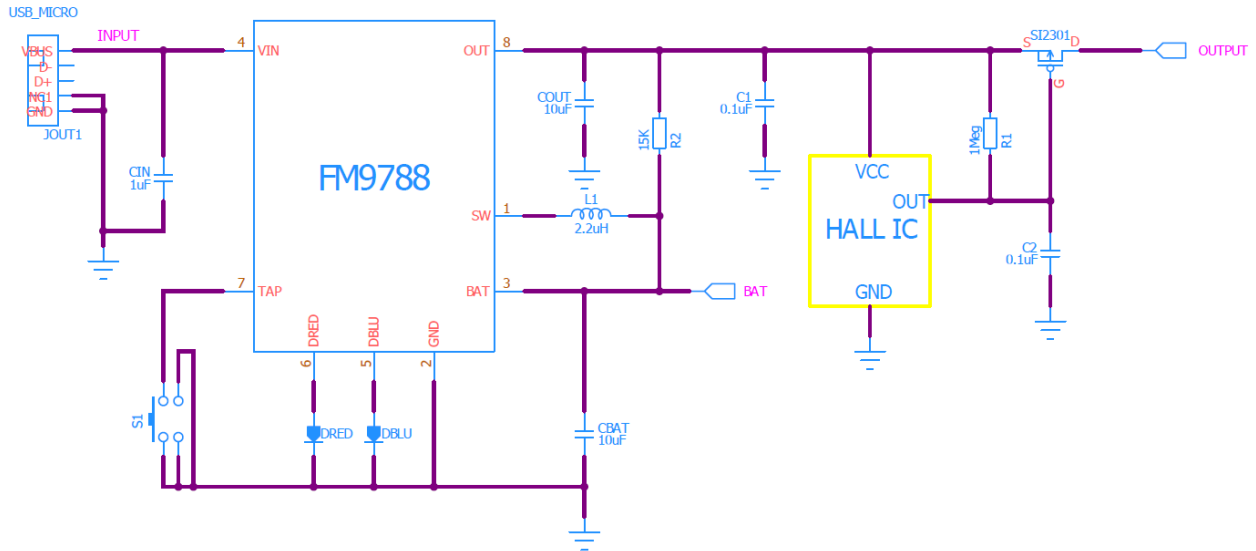 USB_MICRO
INPUT
VBUS
D-
D+
NC1
GND
JOUT1
CIN
1uF
4
VIN
OUT
8
FM9788
SW
1
7
TAP
BAT
3
DRED
DBLU
GND
6
5
2
COUT
10uF
15K
R2
L1
2.2uH
C1
0.1uF
BAT
VCC
OUT
HALL IC
GND
1Meg
R1
SI2301
S
D
G
OUTPUT
C2
0.1uF
S1
DRED
DBLU
CBAT
10uF